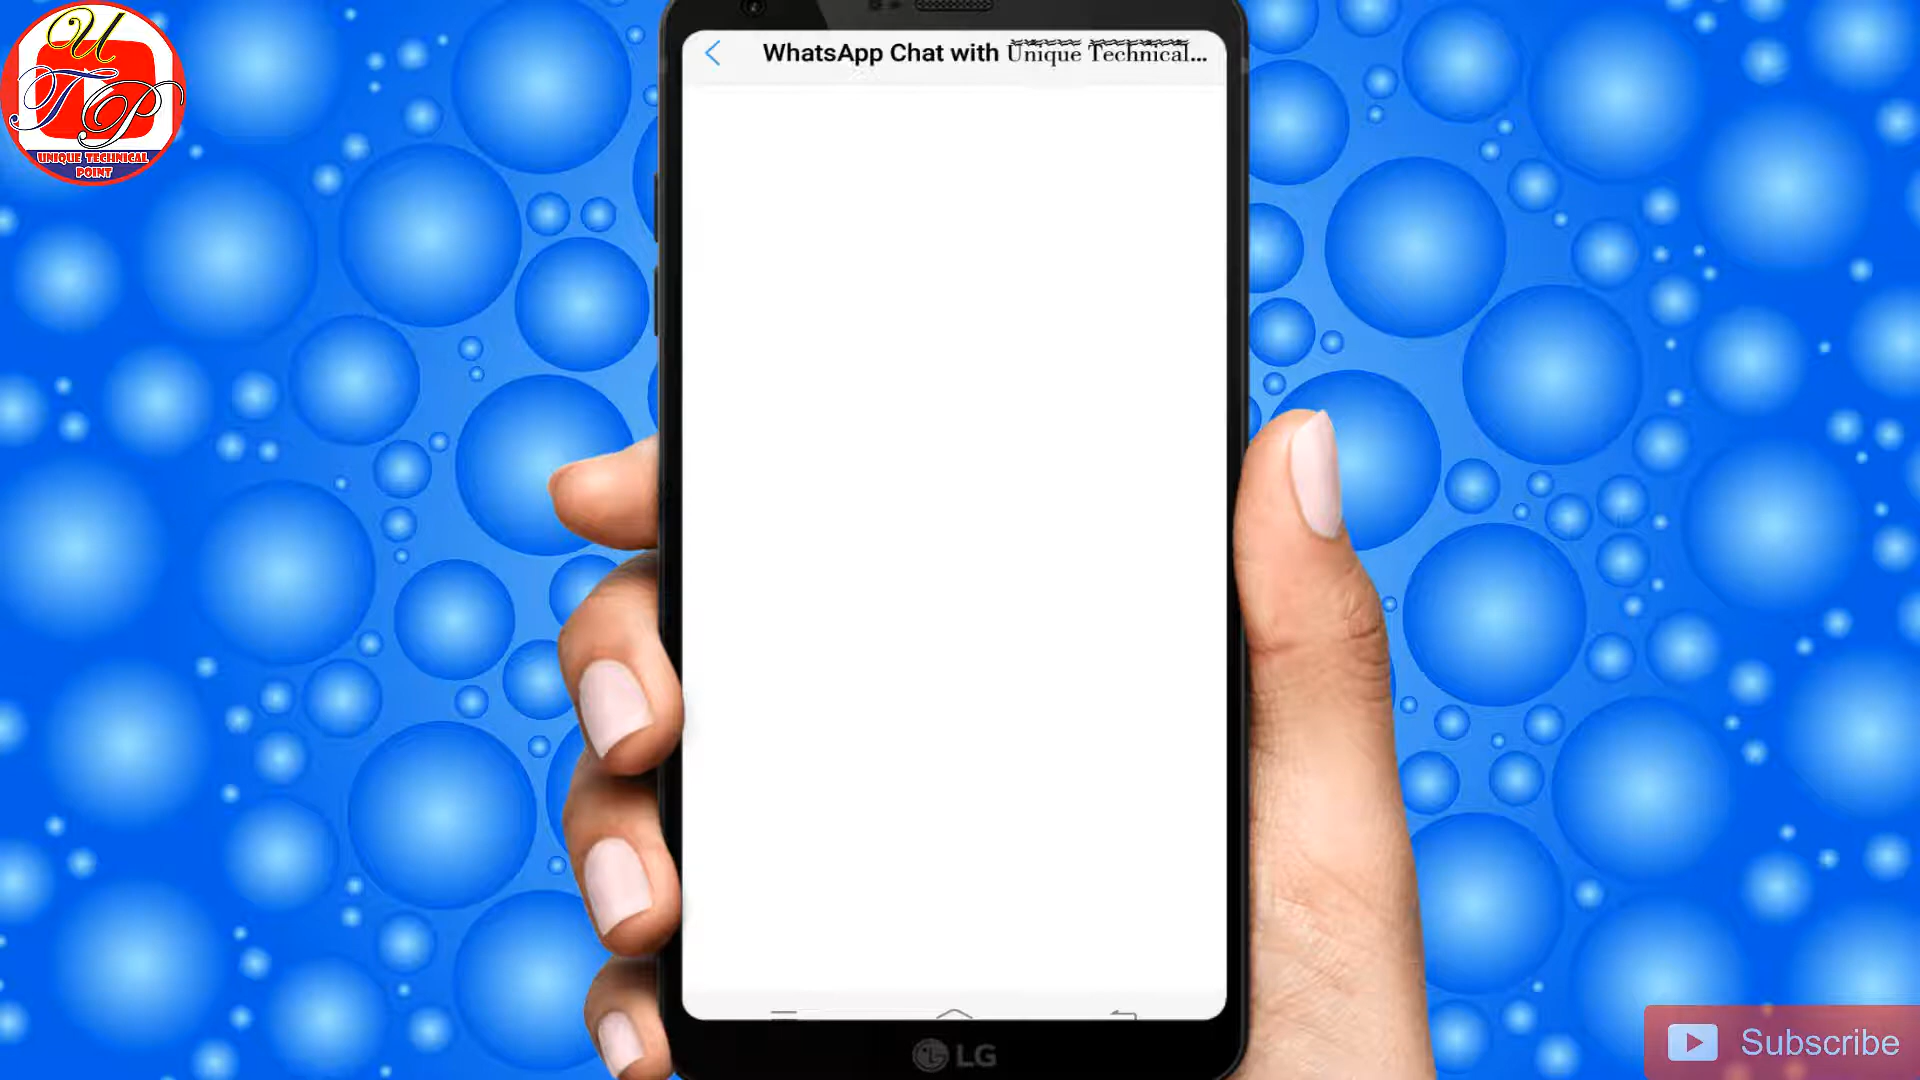 U
T P
UNIQUE TECHNICAL
POINT
WhatsApp Chat with Unique Technical...
LG
Subscribe